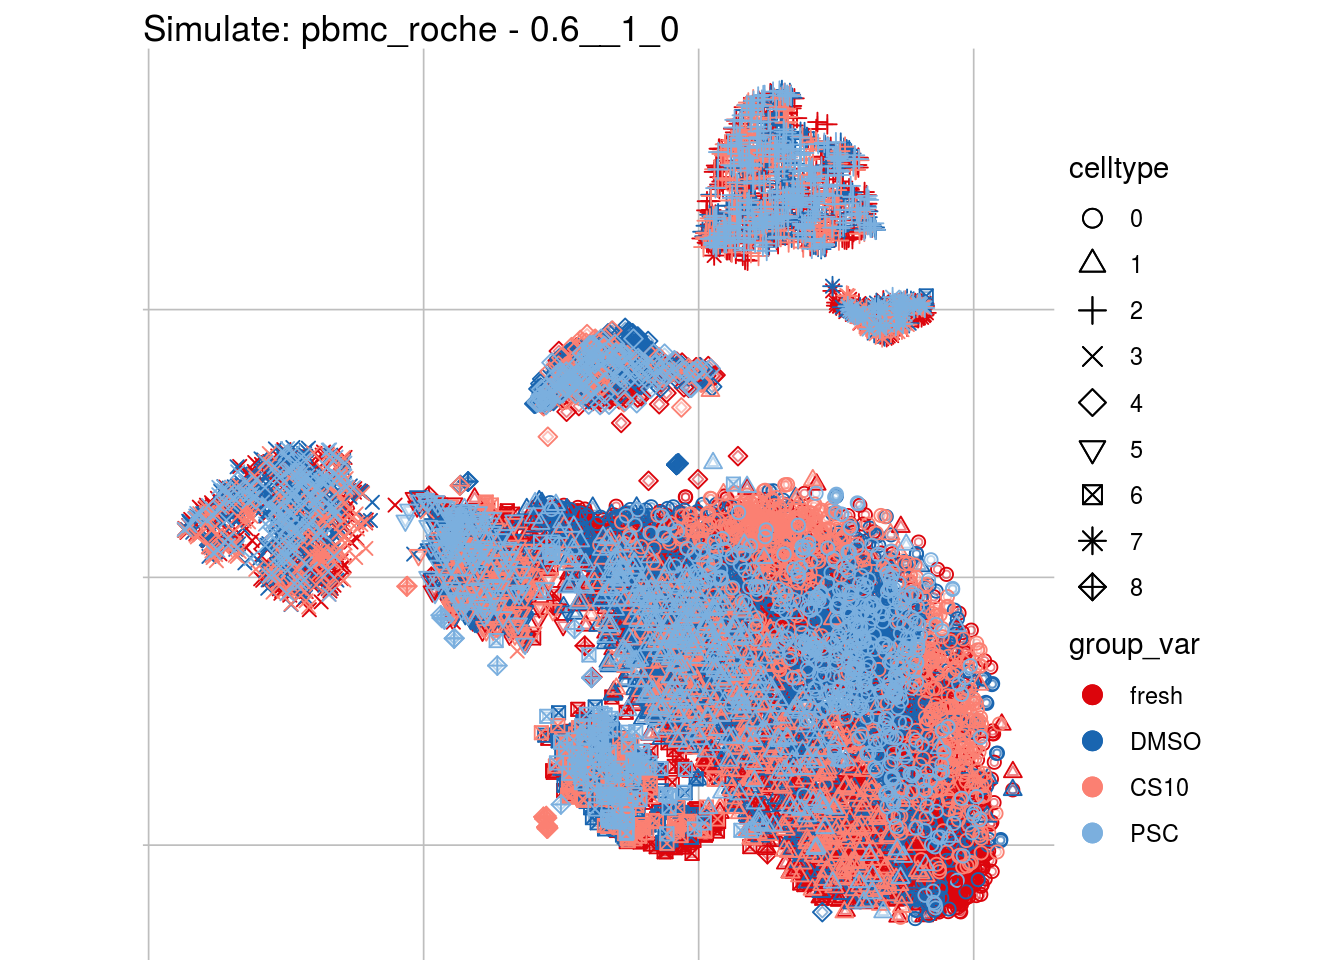 Simulate: pbmc_roche - 0.6__1_0
celltype
0
1
2
3
4
5
6
7
8
group_var
fresh
DMSO
CS10
PSC